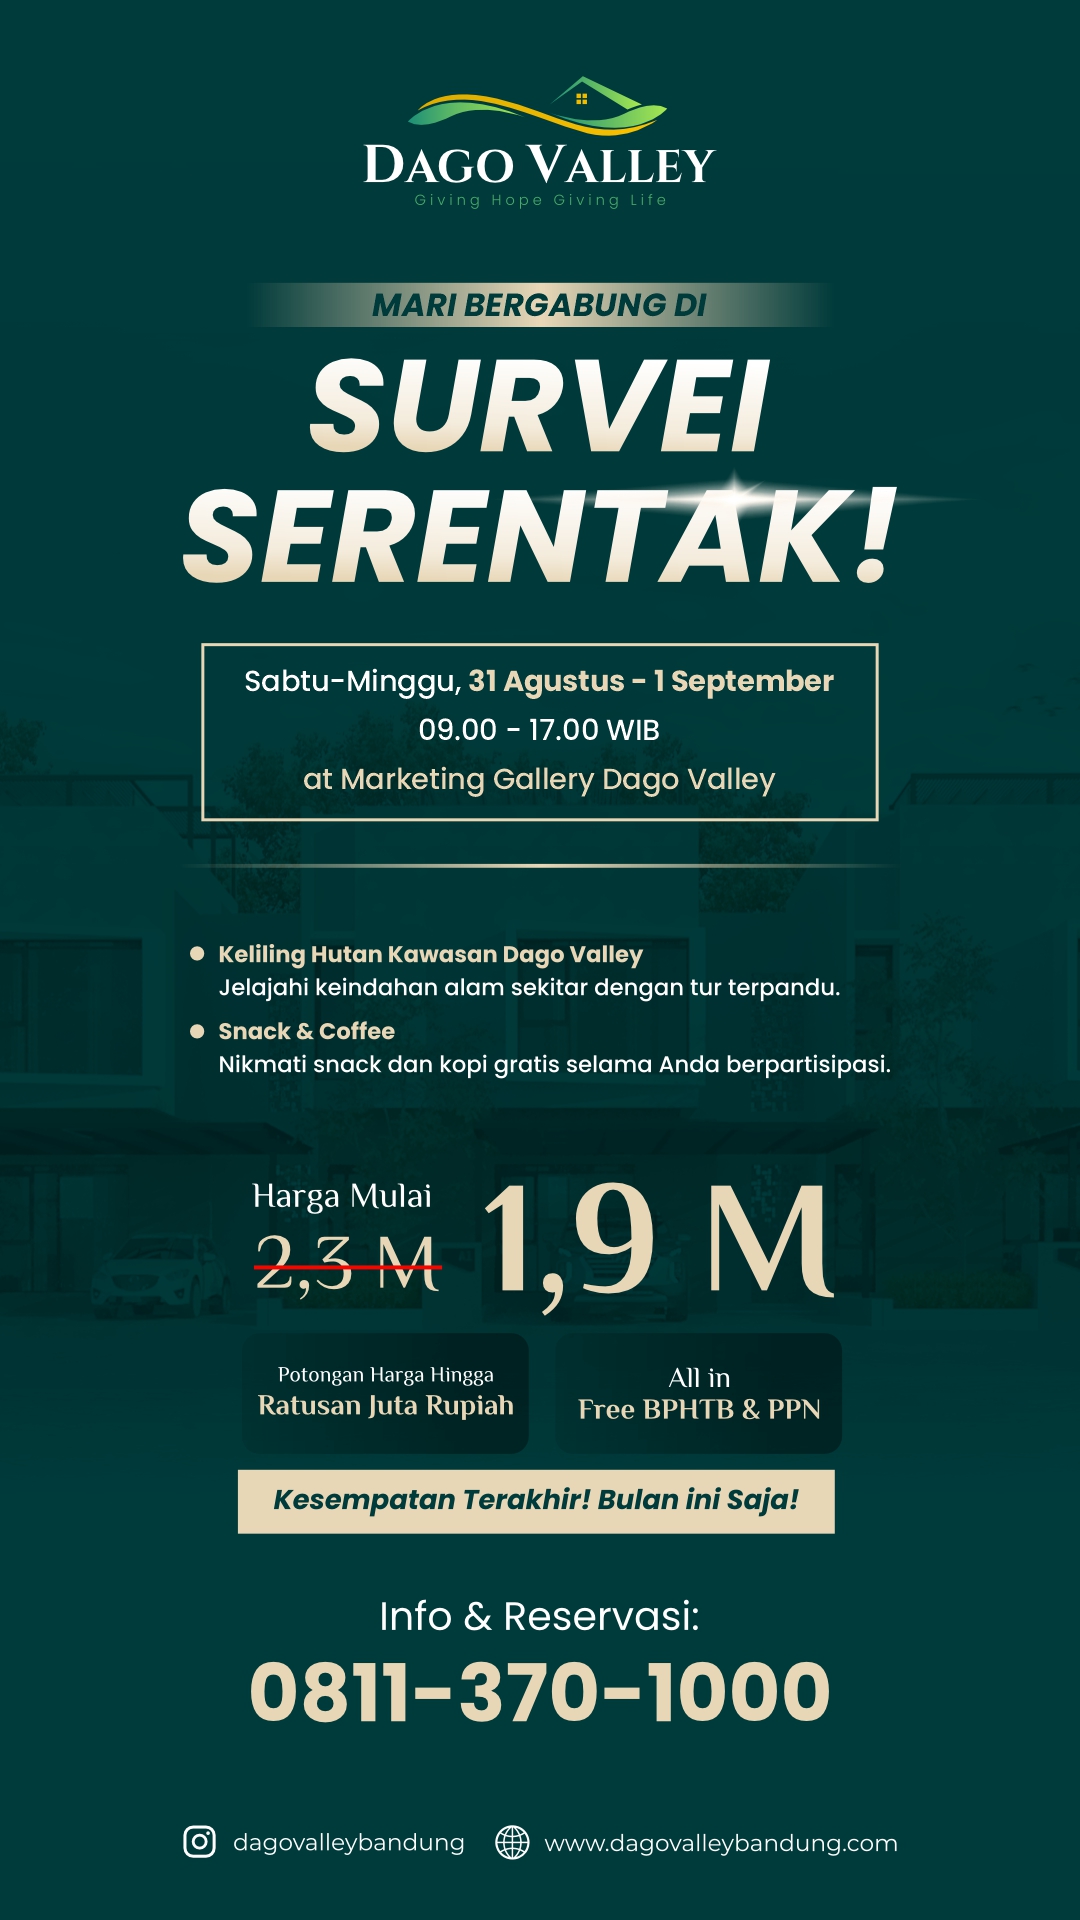 DAGO VALLEY
Giving Hope Giving Life
MARI BERGABUNG DI
SURVEI
SERENTAK!
Sabtu-Minggu, 31 Agustus - 1 September
09.00 - 17.00 WIB
at Marketing Gallery Dago Valley
Keliling Hutan Kawasan Dago Valley
Jelajahi keindahan alam sekitar dengan tur terpandu.
Snack & Coffee
Nikmati snack dan kopi gratis selama Anda berpartisipasi.
Harga Mulai
2,3 M
1,9 M
Potongan Harga Hingga
Ratusan Juta Rupiah
All in
Free BPHTB & PPN
Kesempatan Terakhir! Bulan ini Saja!
Info & Reservasi:
0811-370-1000
dagovalleybandung
www.dagovalleybandung.com